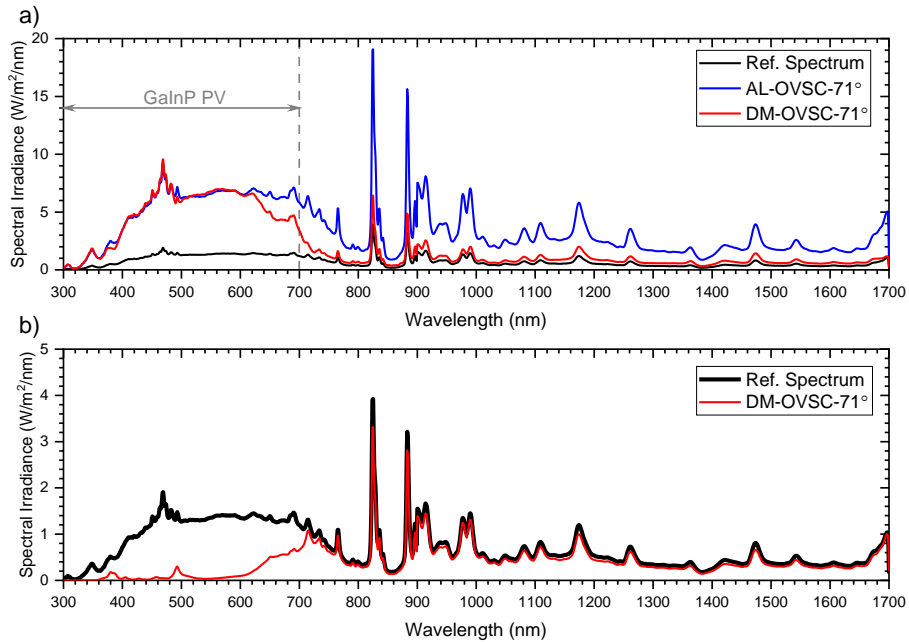 a)
Spectral Irradiance (W/m²/nm)
20
15
10
5
0
GaInP PV
Ref. Spectrum
AL-OVSC-71°
DM-OVSC-71°
300 400 500 600 700 800 900 1000 1100 1200 1300 1400 1500 1600 1700
Wavelength (nm)
b)
Spectral Irradiance (W/m²/nm)
5
4
3
2
1
0
Ref. Spectrum
DM-OVSC-71°
300 400 500 600 700 800 900 1000 1100 1200 1300 1400 1500 1600 1700
Wavelength (nm)